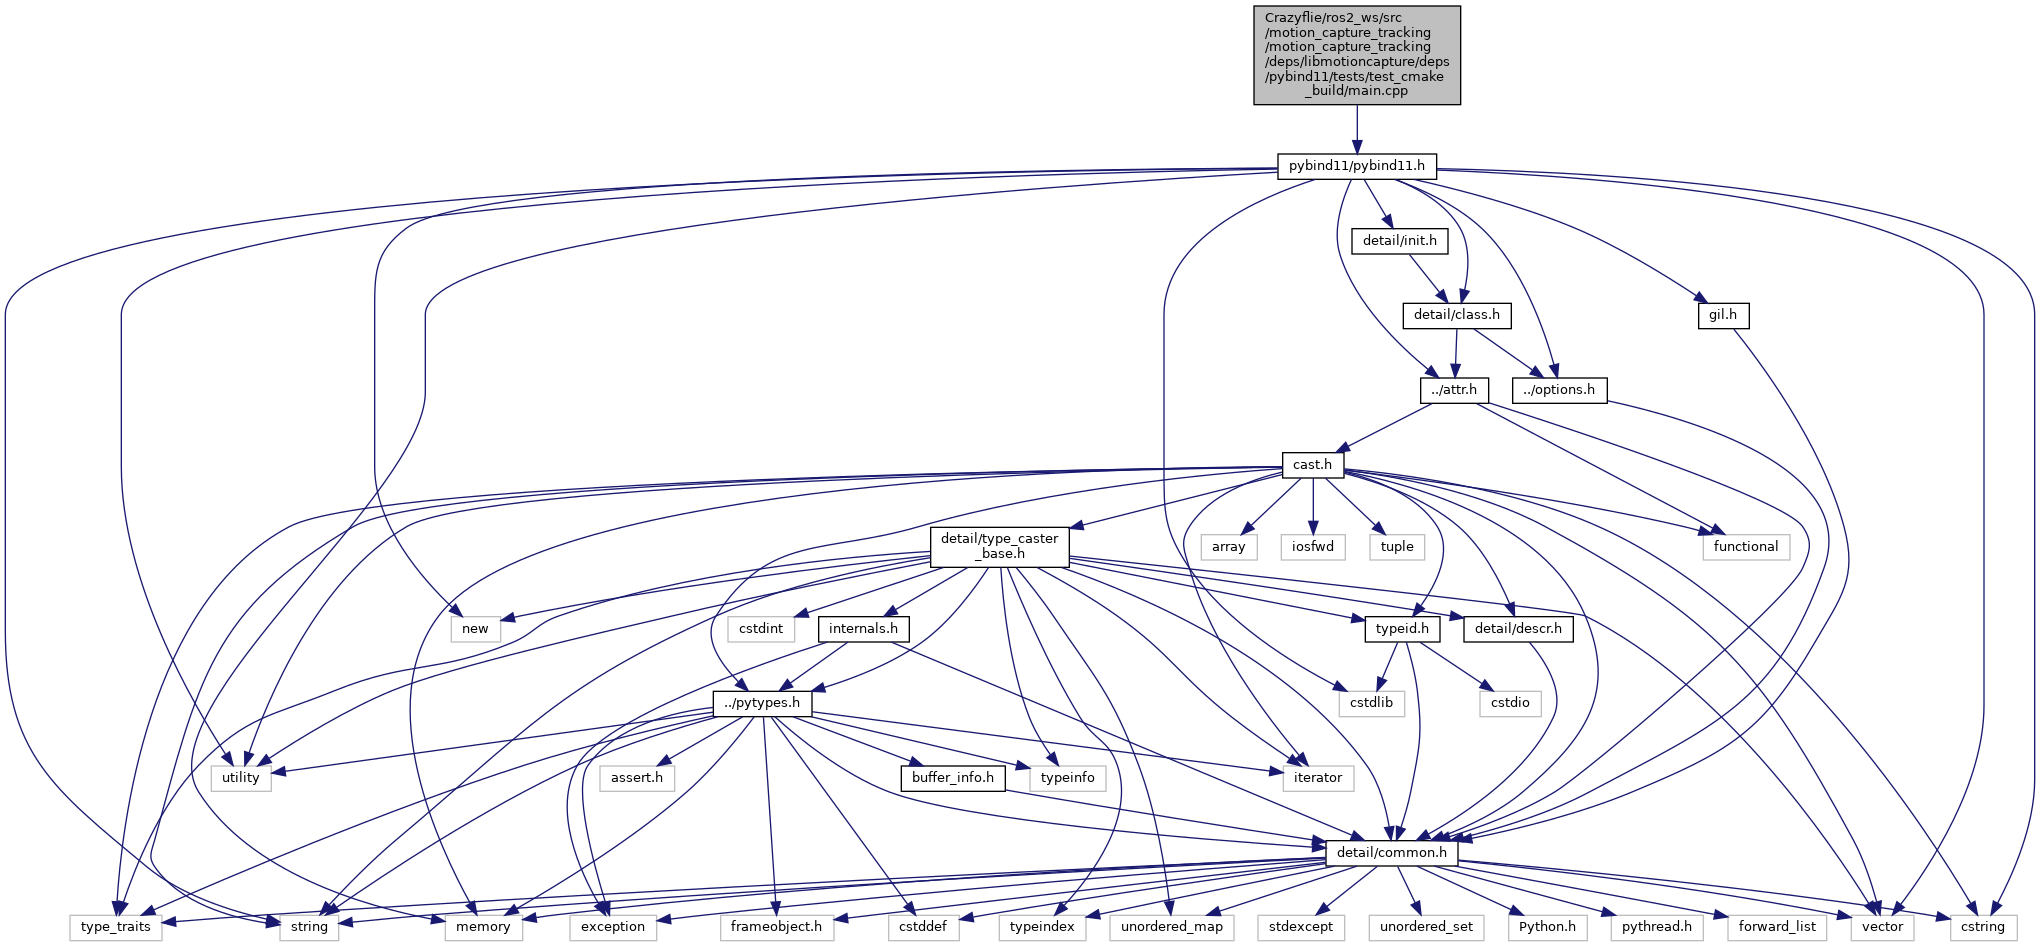 Crazyflie/ros2_ws/src
/motion_capture_tracking
/motion_capture_tracking
/deps/libmotioncapture/deps
/pybind11/tests/test_cmake
_build/main.cpp
pybind11/pybind11.h
detail/init.h
detail/class.h
gil.h
../attr.h
../options.h
cast.h
detail/type_caster
_base.h
array
iosfwd
tuple
functional
new
cstdint
internals.h
typeid.h
detail/descr.h
../pytypes.h
cstdlib
cstdio
utility
assert.h
buffer_info.h
typeinfo
iterator
detail/common.h
type_traits
string
memory
exception
frameobject.h
cstddef
typeindex
unordered_map
stdexcept
unordered_set
Python.h
pythread.h
forward_list
vector
cstring